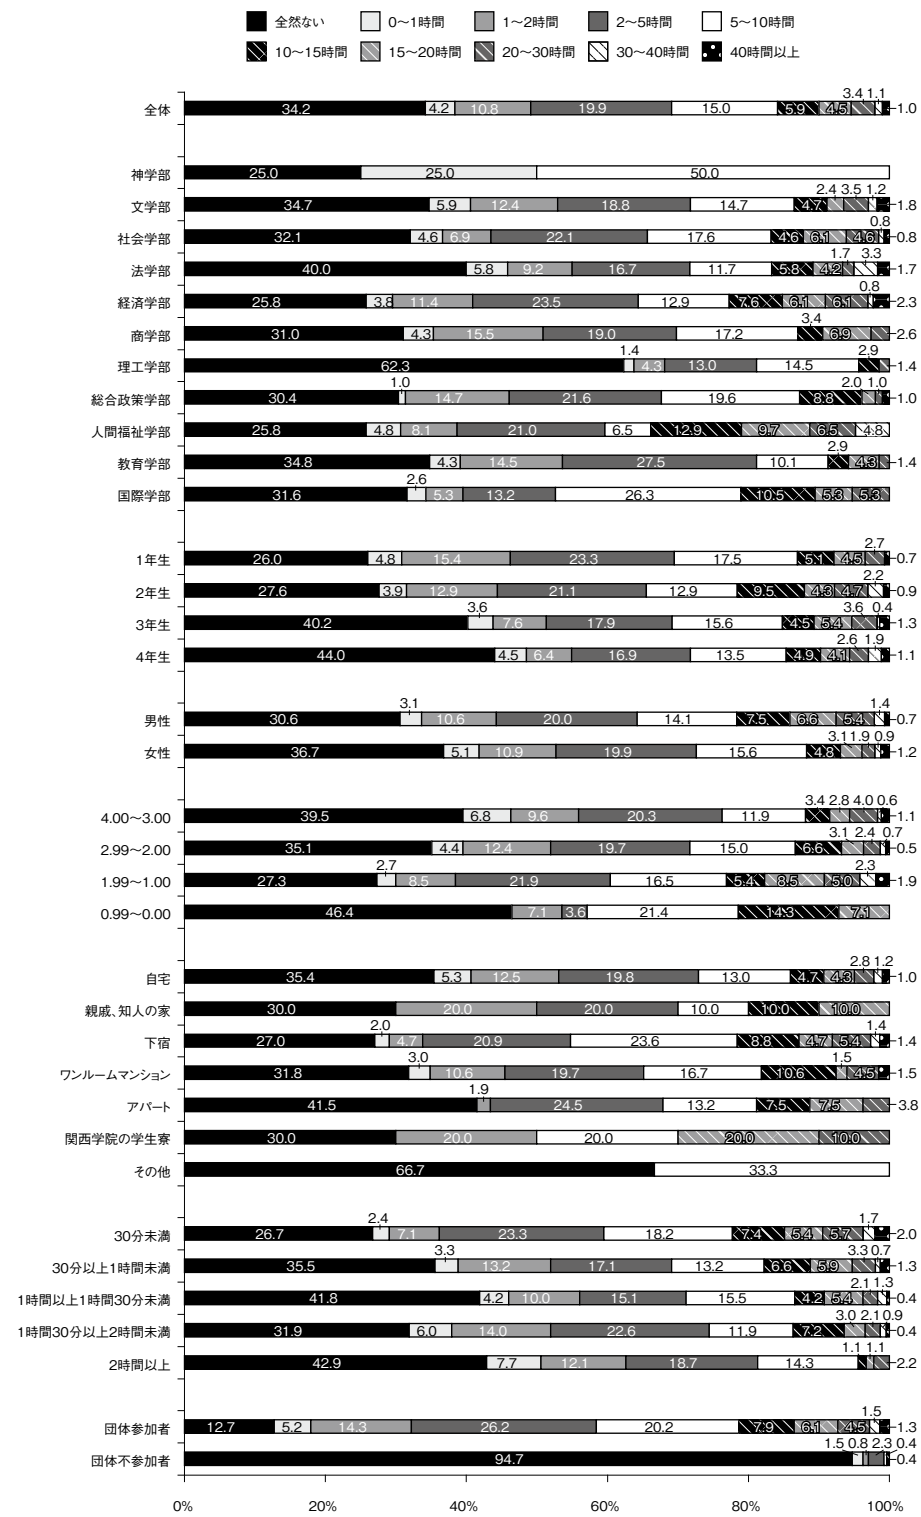 全然ない 0～1時間 1～2時間 2～5時間 5～10時間
10～15時間 15～20時間 20～30時間 30～40時間 40時間以上
全体 34.2 4.2 10.8 19.9 15.0 5.9 4.5 3.4 1.1 1.0
神学部 25.0 25.0 50.0
文学部 34.7 5.9 12.4 18.8 14.7 4.7 2.4 3.5 1.2 1.8
社会学部 32.1 4.6 6.9 22.1 17.6 4.6 6.1 4.6 0.8 0.8
法学部 40.0 5.8 9.2 16.7 11.7 5.8 4.2 1.7 3.3 1.7
経済学部 25.8 3.8 11.4 23.5 12.9 7.6 6.1 6.1 0.8 2.3
商学部 31.0 4.3 15.5 19.0 17.2 3.4 6.9 2.6
理工学部 62.3 1.4 4.3 13.0 14.5 2.9 1.4
総合政策学部 30.4 1.0 14.7 21.6 19.6 8.8 2.0 1.0 1.0
人間福祉学部 25.8 4.8 8.1 21.0 6.5 12.9 9.7 6.5 4.8
教育学部 34.8 4.3 14.5 27.5 10.1 2.9 4.3 1.4
国際学部 31.6 2.6 5.3 13.2 26.3 10.5 5.3 5.3
1年生 26.0 4.8 15.4 23.3 17.5 5.1 4.5 2.7 0.7
2年生 27.6 3.9 12.9 21.1 12.9 9.5 4.3 4.7 2.2 0.9
3年生 40.2 3.6 7.6 17.9 15.6 4.5 5.4 3.6 0.4 1.3
4年生 44.0 4.5 6.4 16.9 13.5 4.9 4.1 2.6 1.9 1.1
男性 30.6 3.1 10.6 20.0 14.1 7.5 6.6 5.4 1.4 0.7
女性 36.7 5.1 10.9 19.9 15.6 4.8 3.1 1.9 0.9 1.2
4.00～3.00 39.5 6.8 9.6 20.3 11.9 3.4 2.8 4.0 0.6 1.1
2.99～2.00 35.1 4.4 12.4 19.7 15.0 6.6 3.1 2.4 0.7 0.5
1.99～1.00 27.3 2.7 8.5 21.9 16.5 5.4 8.5 5.0 2.3 1.9
0.99～0.00 46.4 7.1 3.6 21.4 14.3 7.1
自宅 35.4 5.3 12.5 19.8 13.0 4.7 4.3 2.8 1.2 1.0
親戚、知人の家 30.0 20.0 20.0 10.0 10.0 10.0
下宿 27.0 2.0 4.7 20.9 23.6 8.8 4.7 5.4 1.4 1.4
ワンルームマンション 31.8 3.0 10.6 19.7 16.7 10.6 1.5 4.5 1.5
アパート 41.5 1.9 24.5 13.2 7.5 7.5 3.8
関西学院の学生寮 30.0 20.0 20.0 20.0 10.0
その他 66.7 33.3
30分未満 26.7 2.4 7.1 23.3 18.2 7.4 5.4 5.7 1.7 2.0
30分以上1時間未満 35.5 3.3 13.2 17.1 13.2 6.6 5.9 3.3 0.7 1.3
1時間以上1時間30分未満 41.8 4.2 10.0 15.1 15.5 4.2 5.4 2.1 1.3 0.4
1時間30分以上2時間未満 31.9 6.0 14.0 22.6 11.9 7.2 3.0 2.1 0.9 0.4
2時間以上 42.9 7.7 12.1 18.7 14.3 1.1 1.1 2.2
団体参加者 12.7 5.2 14.3 26.2 20.2 7.9 6.1 4.5 1.5 1.3
団体不参加者 94.7 1.5 0.8 2.3 0.4 0.4
0% 20% 40% 60% 80% 100%